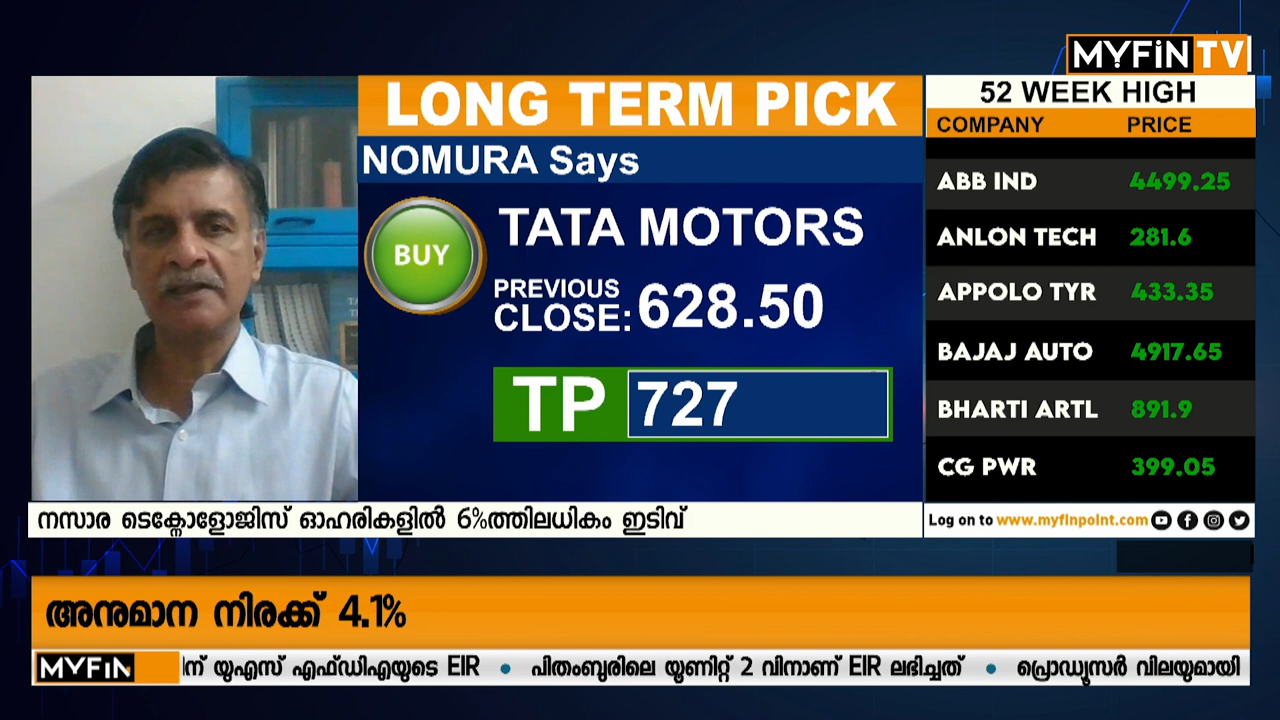 MYFiN TV
LONG TERM PICK
NOMURA Says
BUY
TATA MOTORS
PREVIOUS CLOSE: 628.50
TP 727
52 WEEK HIGH
COMPANY PRICE
ABB IND 4499.25
ANLON TECH 281.6
APPOLO TYR 433.35
BAJAJ AUTO 4917.65
BHARTI ARTL 891.9
CG PWR 399.05
നസാര ടെക്നോളോജിസ് ഓഹരികളിൽ 6%ത്തിലധികം ഇടിവ്
Log on to www.myfinpoint.com
അനുമാന നിരക്ക് 4.1%
MYFiN
ിന് യുഎസ് എഫ്ഡിഎയുടെ EIR • പിതംബുരിലെ യൂണിറ്റ് 2 വിനാണ് EIR ലഭിച്ചത് • പ്രൊഡ്യൂസർ വിലയുമായി